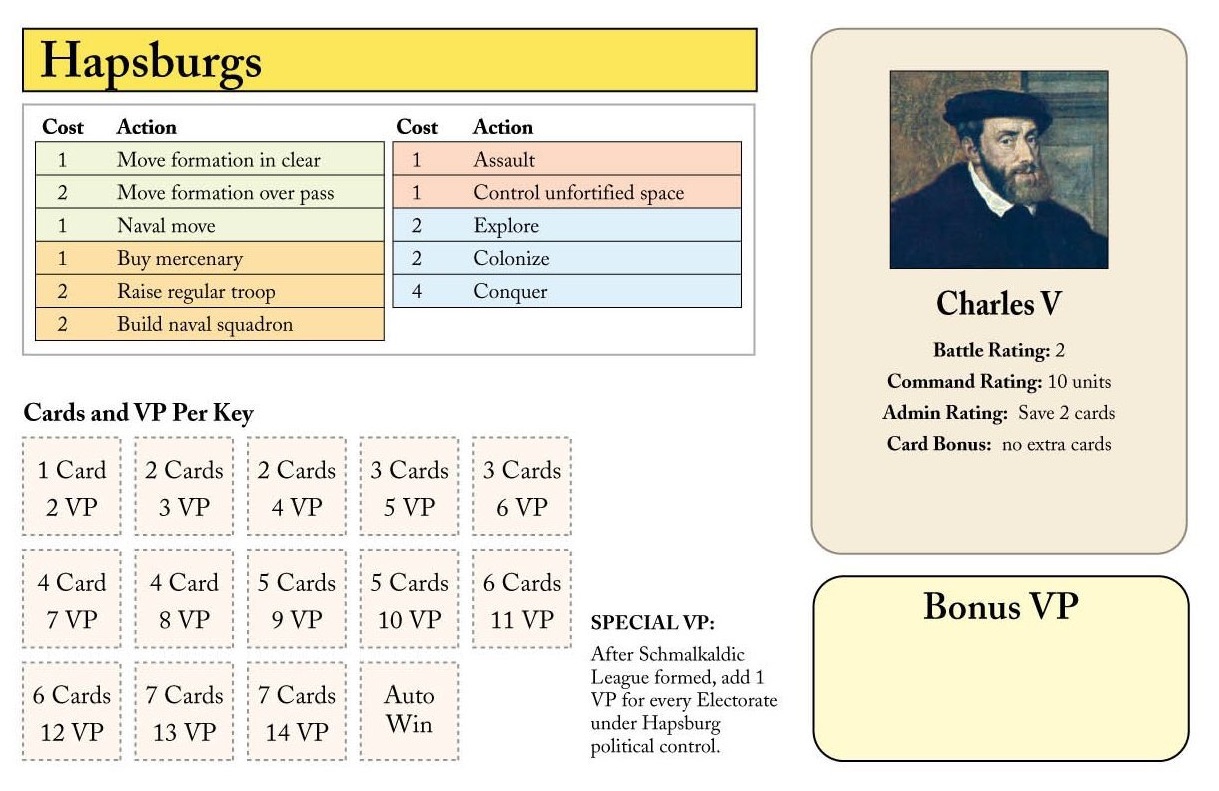 Hapsburgs
Cost Action
1 Move formation in clear
2 Move formation over pass
1 Naval move
1 Buy mercenary
2 Raise regular troop
2 Build naval squadron
Cost Action
1 Assault
1 Control unfortified space
2 Explore
2 Colonize
4 Conquer
Cards and VP Per Key
1 Card
2 VP
2 Cards
3 VP
2 Cards
4 VP
3 Cards
5 VP
3 Cards
6 VP
4 Card
7 VP
4 Card
8 VP
5 Cards
9 VP
5 Cards
10 VP
6 Cards
11 VP
6 Cards
12 VP
7 Cards
13 VP
7 Cards
14 VP
Auto
Win
SPECIAL VP:
After Schmalkaldic
League formed, add 1
VP for every Electorate
under Hapsburg
political control.
Charles V
Battle Rating: 2
Command Rating: 10 units
Admin Rating: Save 2 cards
Card Bonus: no extra cards
Bonus VP